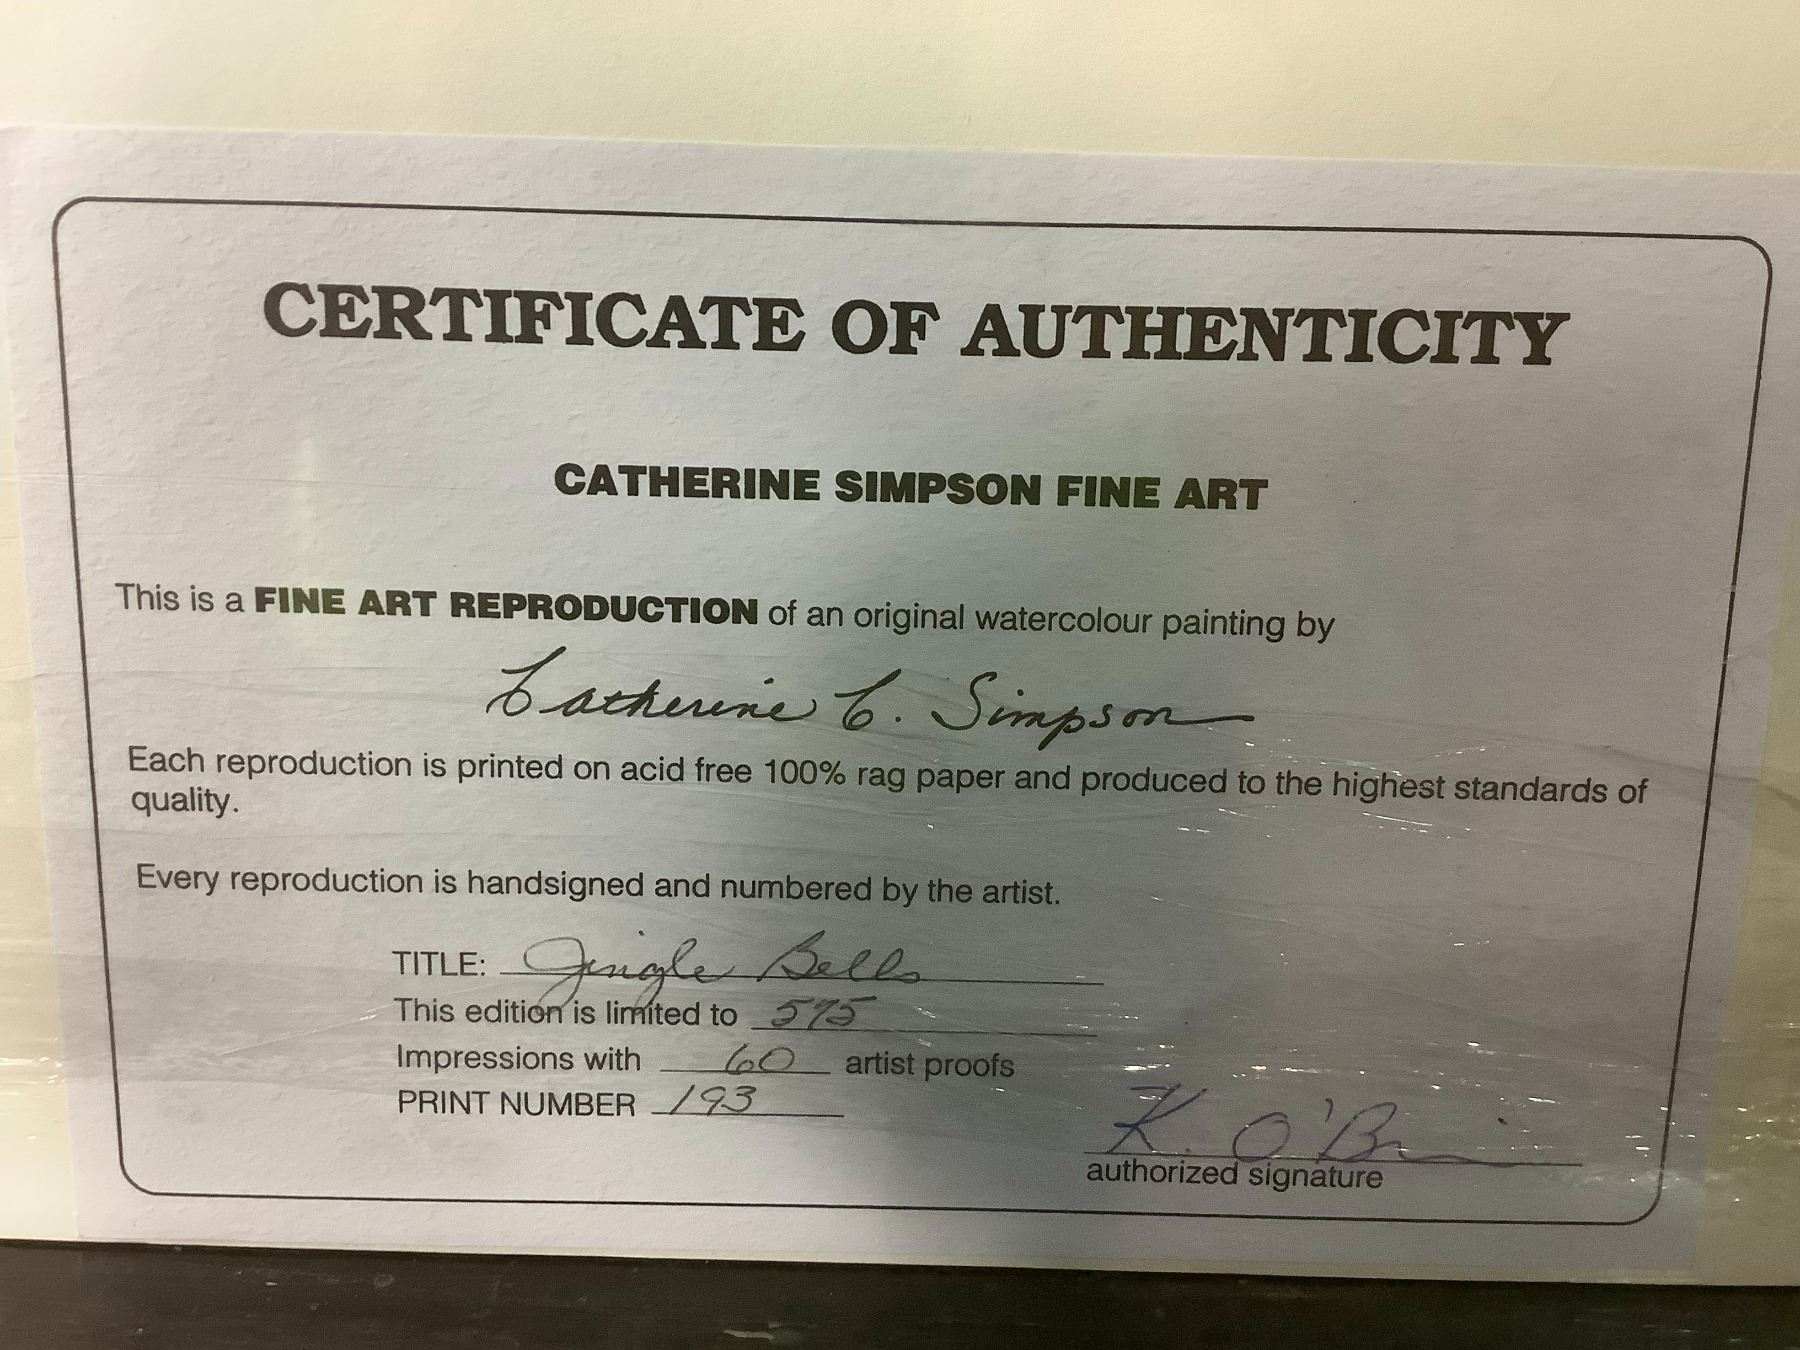 CERTIFICATE OF AUTHENTICITY
CATHERINE SIMPSON FINE ART
This is a FINE ART REPRODUCTION of an original watercolour painting by
Catherine C. Simpson
Each reproduction is printed on acid free 100% rag paper and produced to the highest standards of
quality.
Every reproduction is handsigned and numbered by the artist.
TITLE: Jingle Bells
This edition is limited to 575
Impressions with 60 artist proofs
PRINT NUMBER 193
K. O'Bri
authorized signature